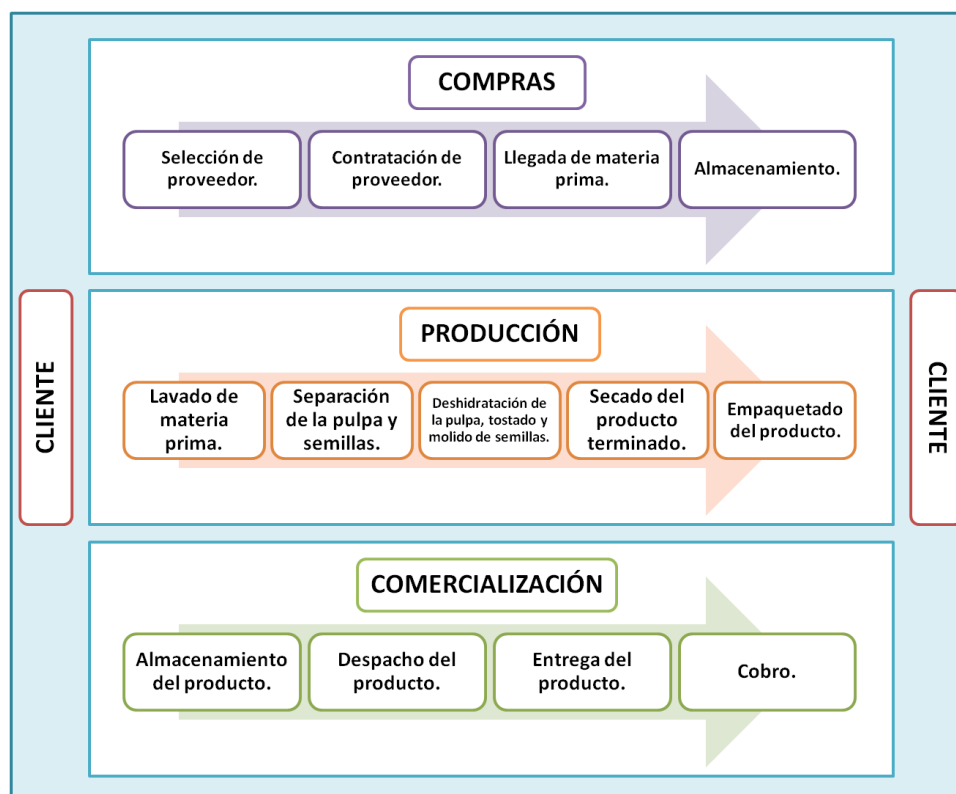 COMPRAS
Selección de
proveedor.
Contratación de
proveedor.
Llegada de materia
prima.
Almacenamiento.
CLIENTE
PRODUCCIÓN
Lavado de
materia
prima.
Separación
de la pulpa y
semillas.
Deshidratación de
la pulpa, tostado y
molido de semillas.
Secado del
producto
terminado.
Empaquetado
del producto.
CLIENTE
COMERCIALIZACIÓN
Almacenamiento
del producto.
Despacho del
producto.
Entrega del
producto.
Cobro.